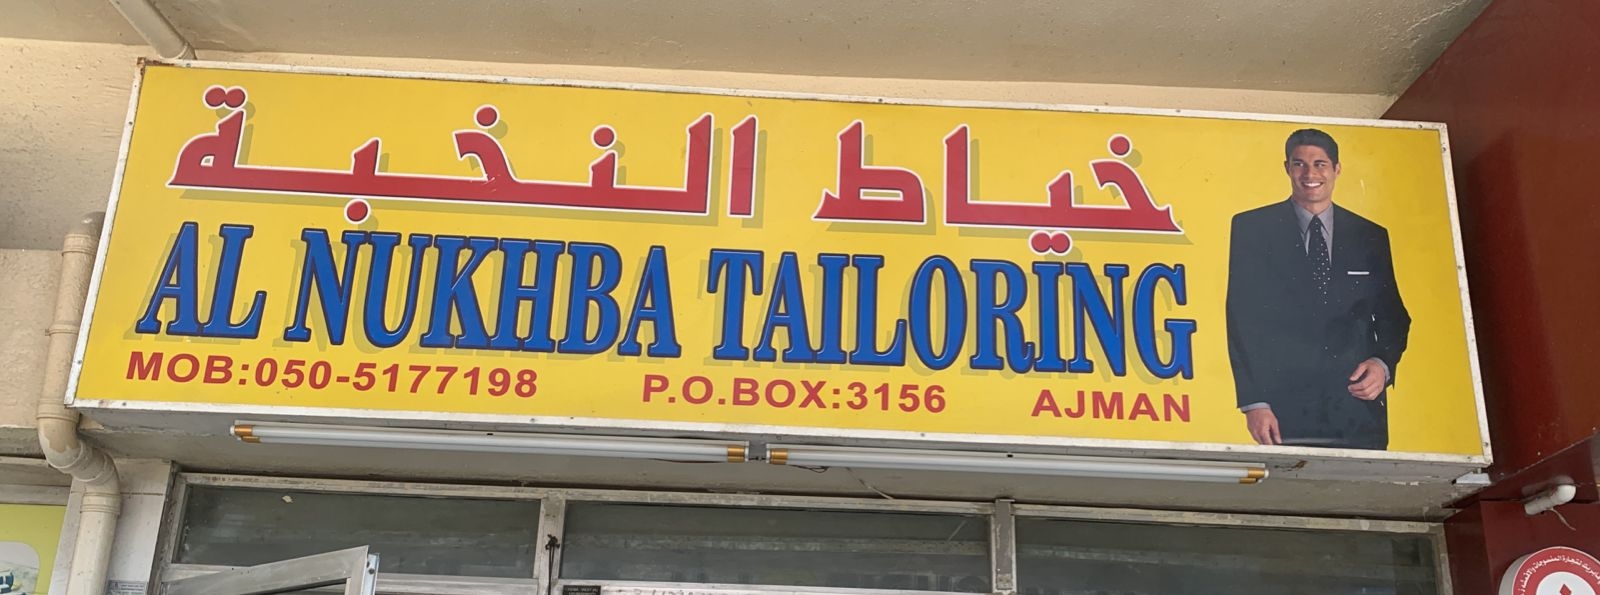 خياط النخبة
AL NUKHBA TAILORING
MOB:050-5177198 P.O.BOX:3156 AJMAN